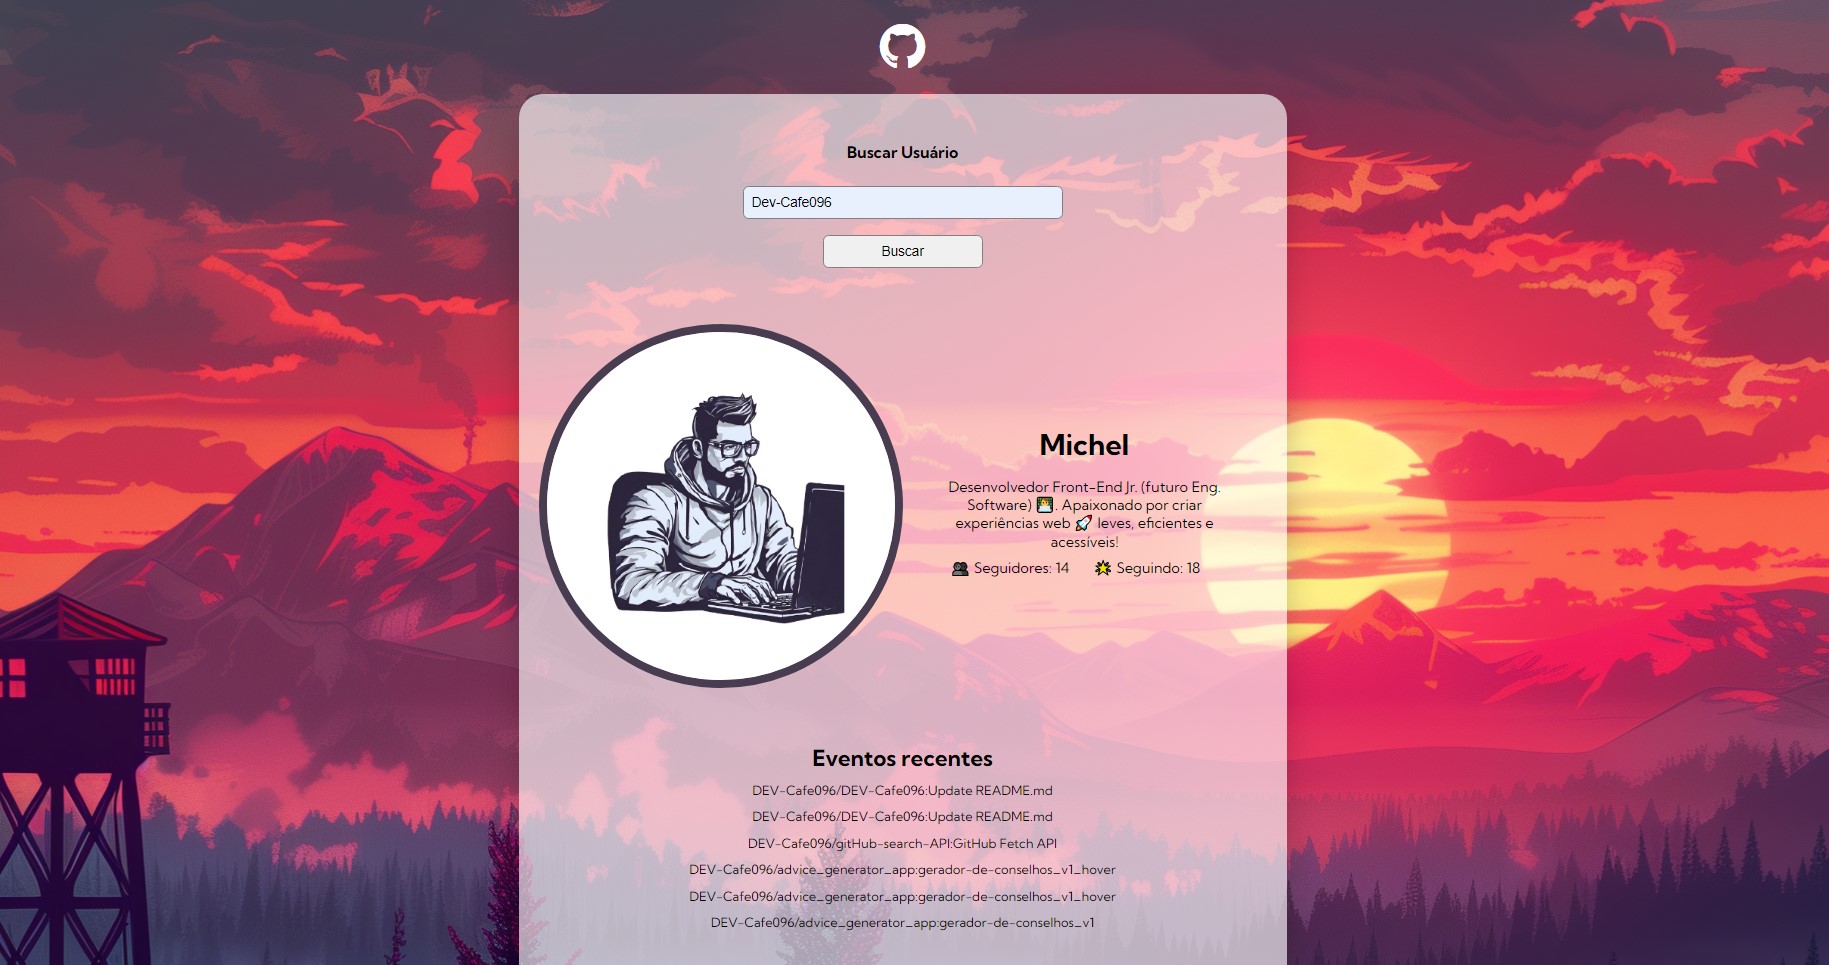 Buscar Usuário
Dev-Cafe096
Buscar
Michel
Desenvolvedor Front-End Jr. (futuro Eng.
Software) 👨‍💻. Apaixonado por criar
experiências web 🚀 leves, eficientes e
acessíveis!
👥 Seguidores: 14 🌟 Seguindo: 18
Eventos recentes
DEV-Cafe096/DEV-Cafe096:Update README.md
DEV-Cafe096/DEV-Cafe096:Update README.md
DEV-Cafe096/gitHub-search-API:GitHub Fetch API
DEV-Cafe096/advice_generator_app:gerador-de-conselhos_v1_hover
DEV-Cafe096/advice_generator_app:gerador-de-conselhos_v1_hover
DEV-Cafe096/advice_generator_app:gerador-de-conselhos_v1